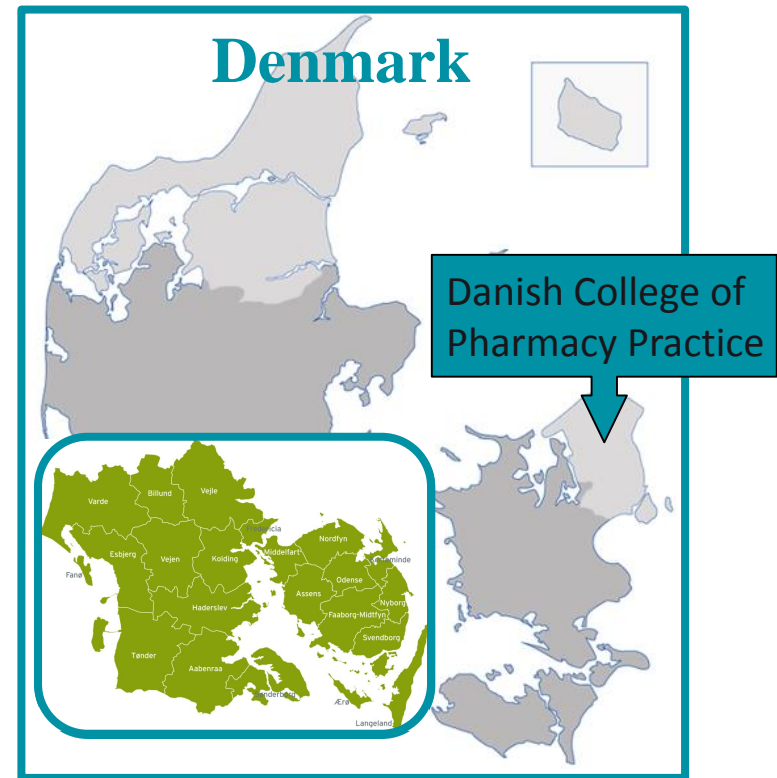 Denmark
Danish College of
Pharmacy Practice
Varde
Billund
Vejle
Fredericia
Esbjerg
Vejen
Kolding
Middelfart
Nordfyn
Kerteminde
Fanø
Assens
Odense
Nyborg
Haderslev
Faaborg-Midtfyn
Svendborg
Tønder
Aabenraa
Sønderborg
Ærø
Langeland